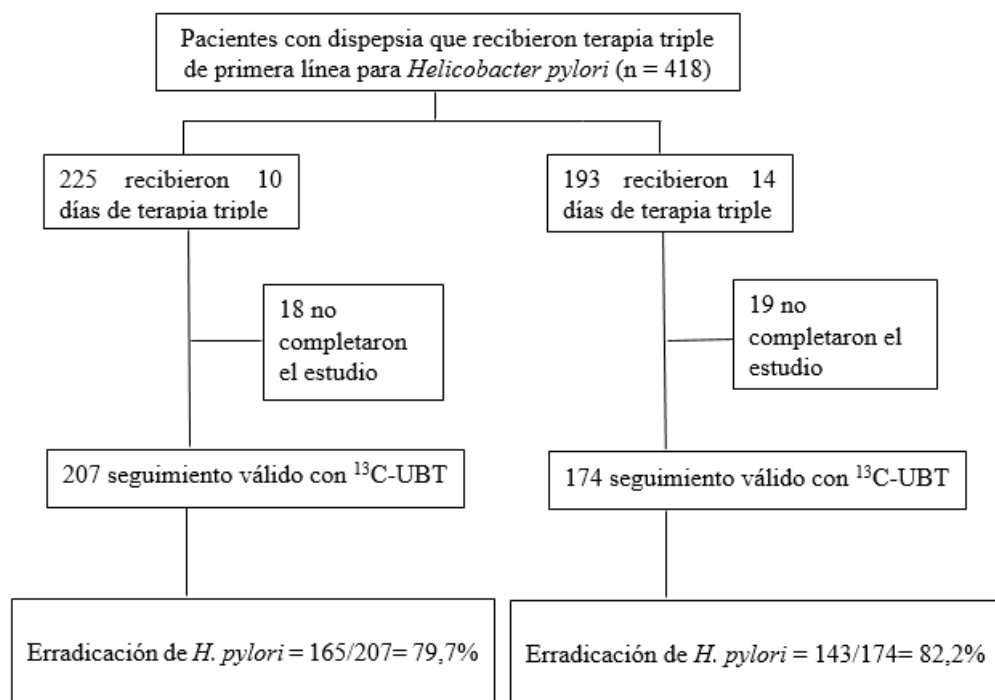 Pacientes con dispepsia que recibieron terapia triple
de primera línea para Helicobacter pylori (n = 418)
225 recibieron 10
días de terapia triple
193 recibieron 14
días de terapia triple
18 no
completaron
el estudio
19 no
completaron el
estudio
207 seguimiento válido con ¹³C-UBT
174 seguimiento válido con ¹³C-UBT
Erradicación de H. pylori = 165/207= 79,7%
Erradicación de H. pylori = 143/174= 82,2%